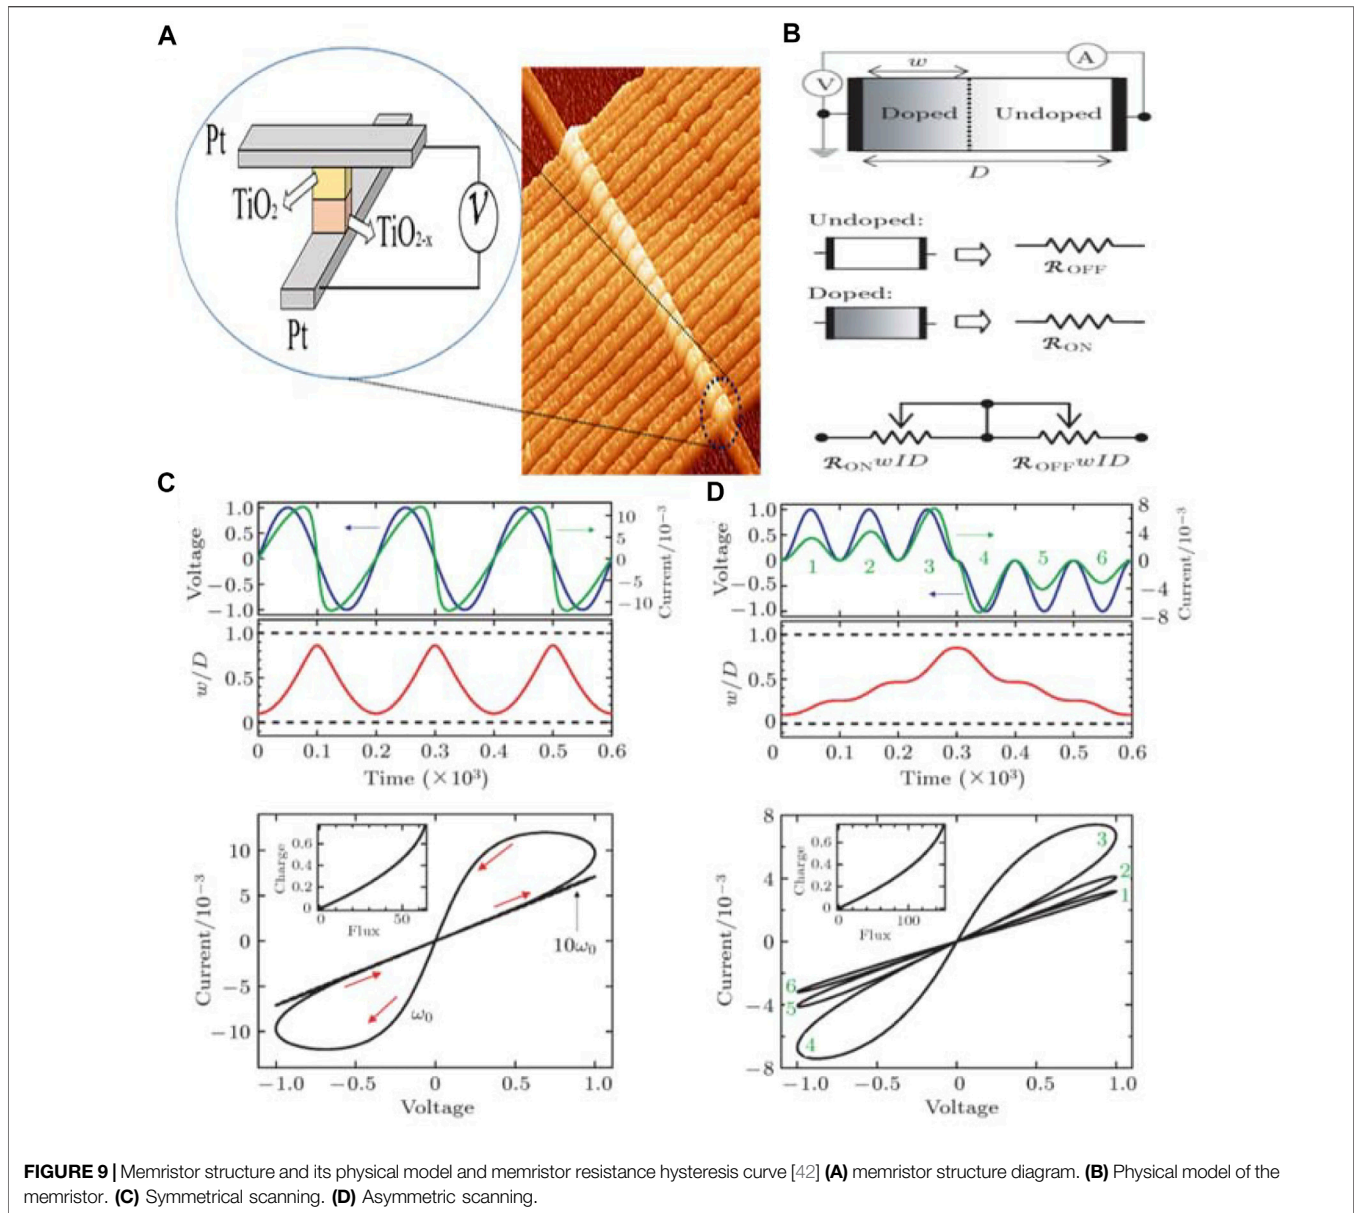 A
Pt
TiO2
TiO2-x
V
Pt
B
A
V
w
Doped
Undoped
D
Undoped:
ROFF
Doped:
RON
RONwID
ROFFwID
C
Voltage
1.0
0.5
0
−0.5
−1.0
10
5
0
−5
−10
Current/10−3
w/D
1.0
0.5
0
0 0.1 0.2 0.3 0.4 0.5 0.6
Time (×103)
D
Voltage
1.0
0.5
0
−0.5
−1.0
1 2 3 4 5 6
8
4
0
−4
−8
Current/10−3
w/D
1.0
0.5
0
0 0.1 0.2 0.3 0.4 0.5 0.6
Time (×103)
Current/10−3
10
5
0
−5
−10
Charge
0.6
0.4
0.2
0
0 50
Flux
10ω0
ω0
−1.0 −0.5 0 0.5 1.0
Voltage
Current/10−3
8
4
0
−4
−8
Charge
0.6
0.4
0.2
0
0 100
Flux
3
2
1
6
5
4
−1.0 −0.5 0 0.5 1.0
Voltage
FIGURE 9 | Memristor structure and its physical model and memristor resistance hysteresis curve [42] (A) memristor structure diagram. (B) Physical model of the
memristor. (C) Symmetrical scanning. (D) Asymmetric scanning.